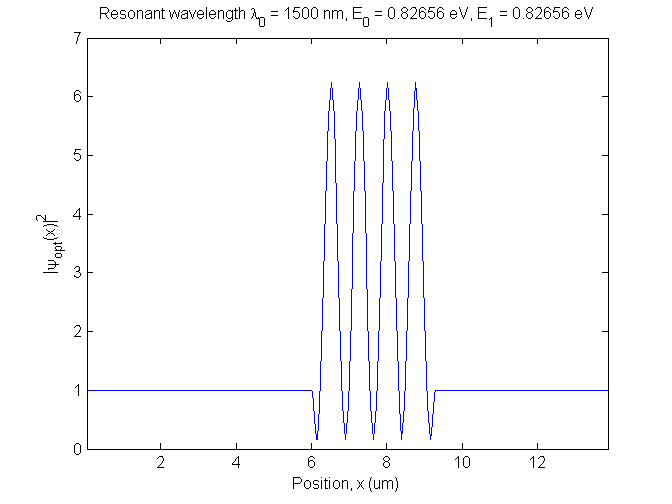 Resonant wavelength λ0 = 1500 nm, E0 = 0.82656 eV, E1 = 0.82656 eV
7
6
5
4
3
2
1
0
|ψopt(x)|2
2 4 6 8 10 12
Position, x (um)